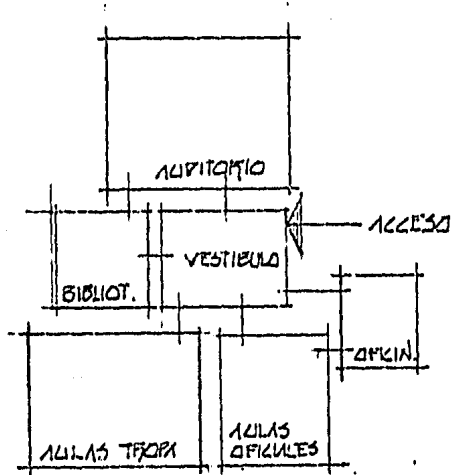 AUDITORIO
ACCESO
VESTIBULO
BIBLIOT.
OFICIN.
AULAS TROPA
AULAS
OFICIALES